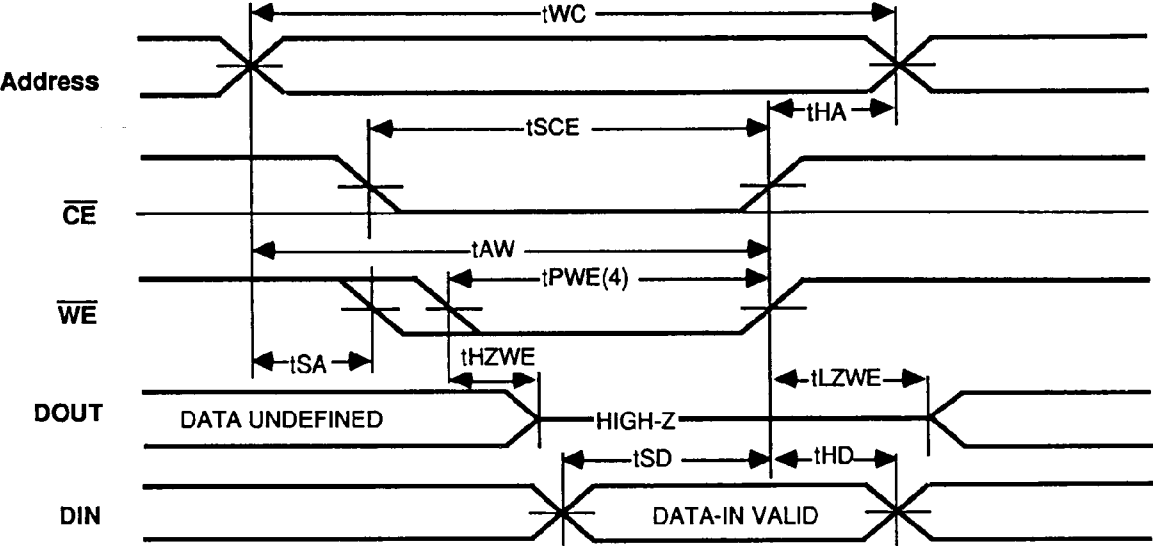 tWC
Address
tHA
tSCE
CE
tAW
tPWE(4)
WE
tSA
tHZWE
tLZWE
DOUT
DATA UNDEFINED
HIGH-Z
tSD
tHD
DIN
DATA-IN VALID